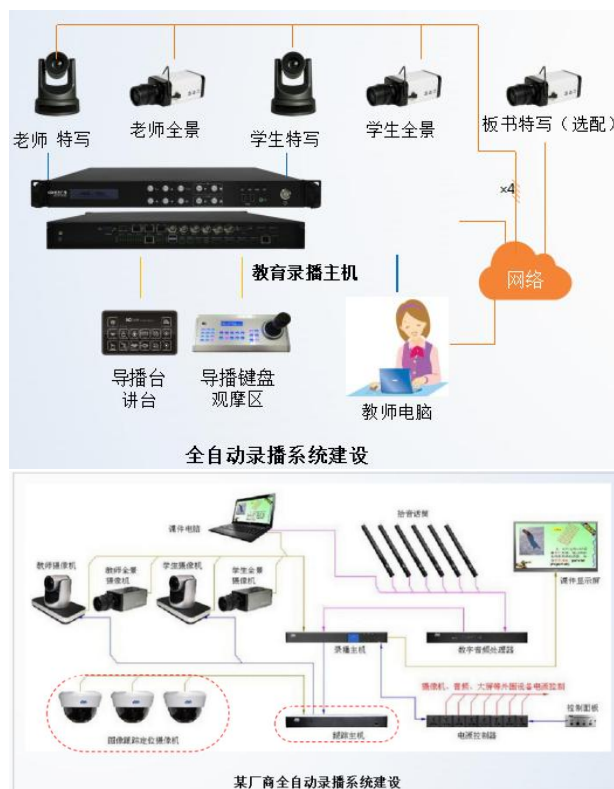 老师 特写
老师全景
学生特写
学生全景
板书特写（选配）
×4
教育录播主机
网络
导播台
讲台
导播键盘
观摩区
教师电脑
全自动录播系统建设
课件电脑
拾音话筒
教师摄像机
教师全景
摄像机
学生摄像机
学生全景
摄像机
课件显示屏
录播主机
数字音频处理器
摄像机、音频、大屏等外围设备电源控制
控制面板
图像跟踪定位摄像机
跟踪主机
电源控制器
某厂商全自动录播系统建设